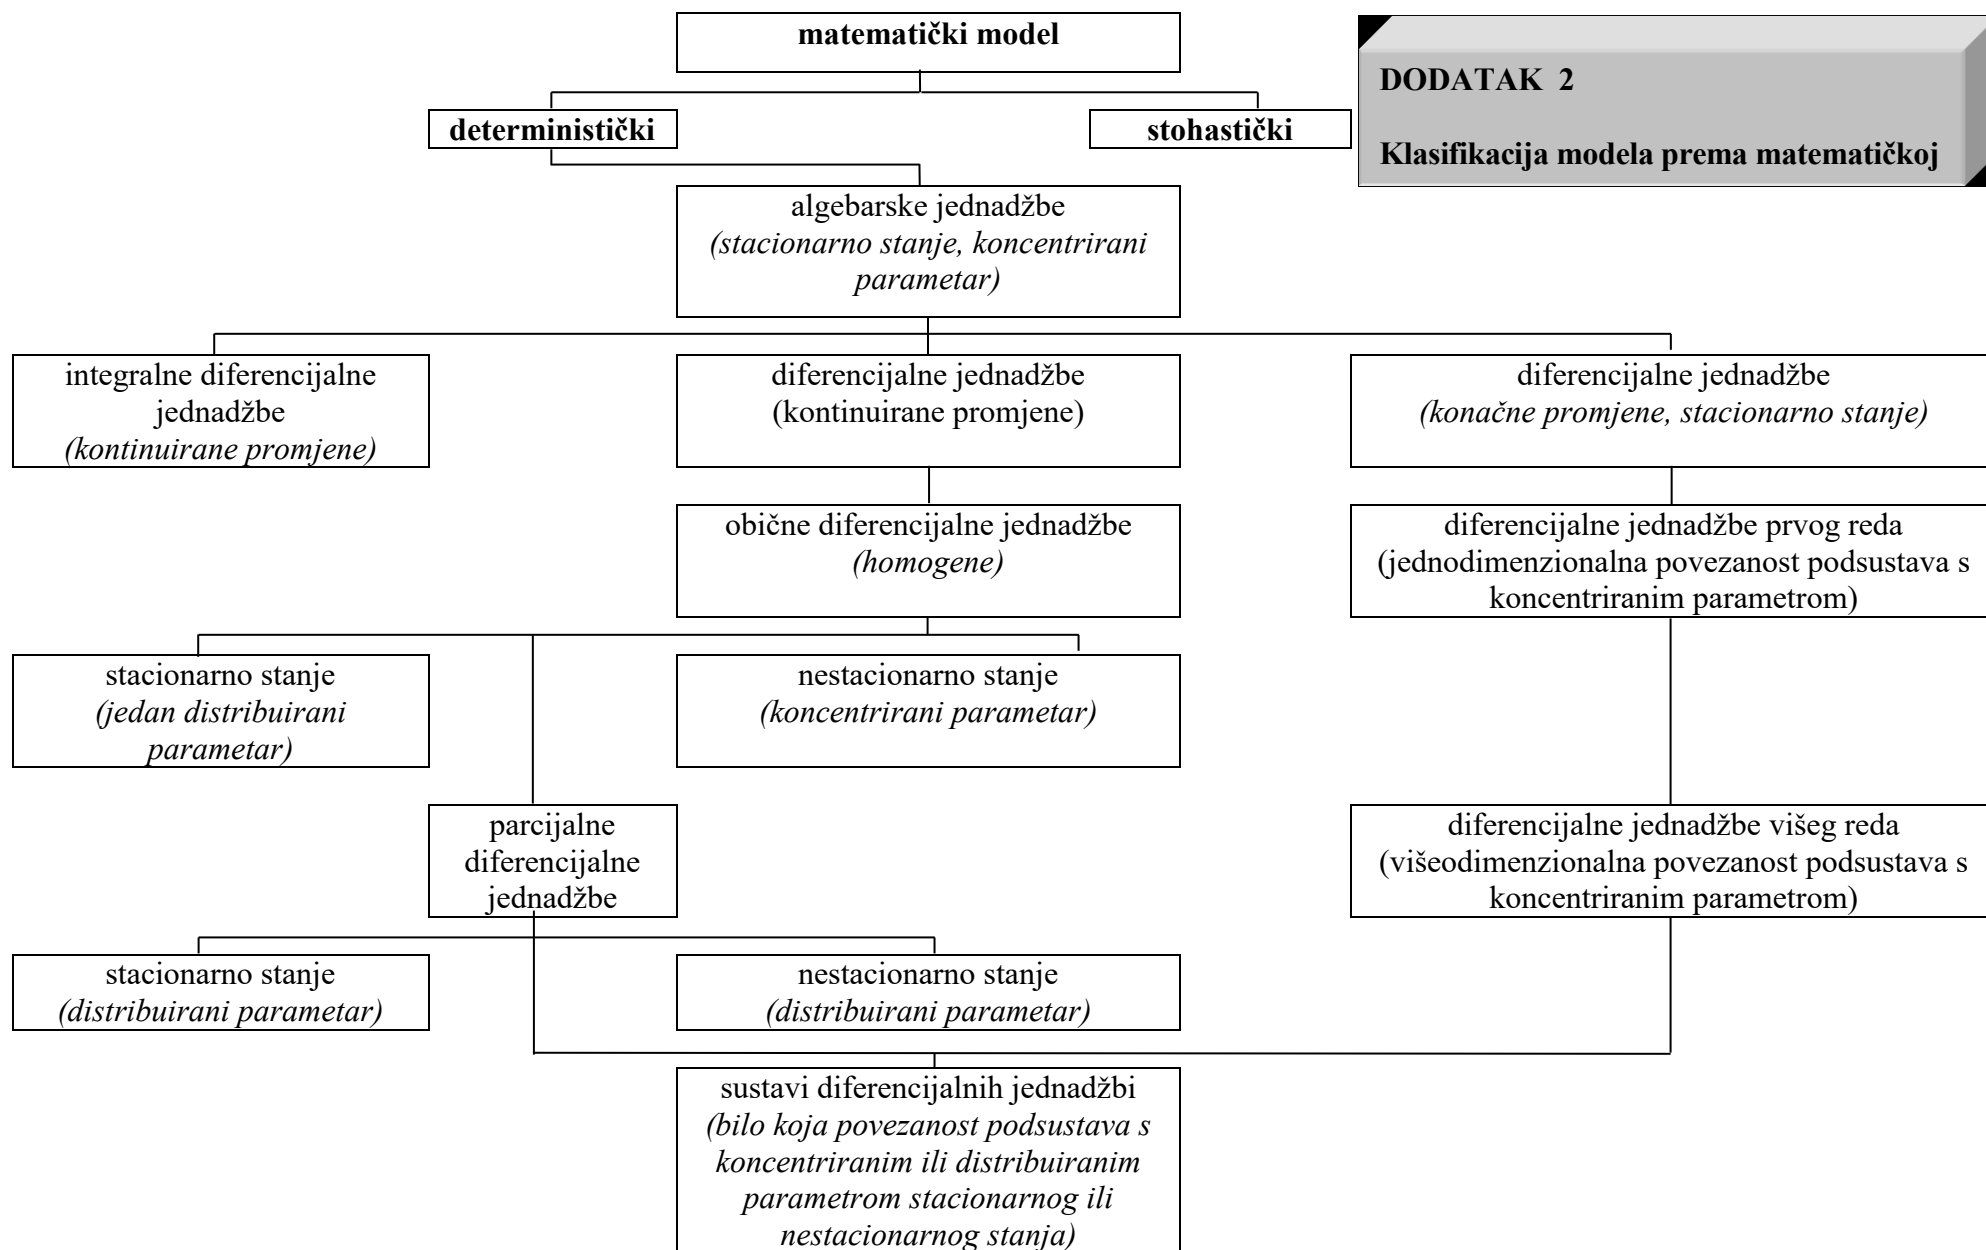 matematički model
DODATAK 2
Klasifikacija modela prema matematičkoj
deterministički
stohastički
algebarske jednadžbe
(stacionarno stanje, koncentrirani
parametar)
integralne diferencijalne
jednadžbe
(kontinuirane promjene)
diferencijalne jednadžbe
(kontinuirane promjene)
diferencijalne jednadžbe
(konačne promjene, stacionarno stanje)
obične diferencijalne jednadžbe
(homogene)
diferencijalne jednadžbe prvog reda
(jednodimenzionalna povezanost podsustava s
koncentriranim parametrom)
stacionarno stanje
(jedan distribuirani
parametar)
nestacionarno stanje
(koncentrirani parametar)
parcijalne
diferencijalne
jednadžbe
diferencijalne jednadžbe višeg reda
(višeodimenzionalna povezanost podsustava s
koncentriranim parametrom)
stacionarno stanje
(distribuirani parametar)
nestacionarno stanje
(distribuirani parametar)
sustavi diferencijalnih jednadžbi
(bilo koja povezanost podsustava s
koncentriranim ili distribuiranim
parametrom stacionarnog ili
nestacionarnog stanja)